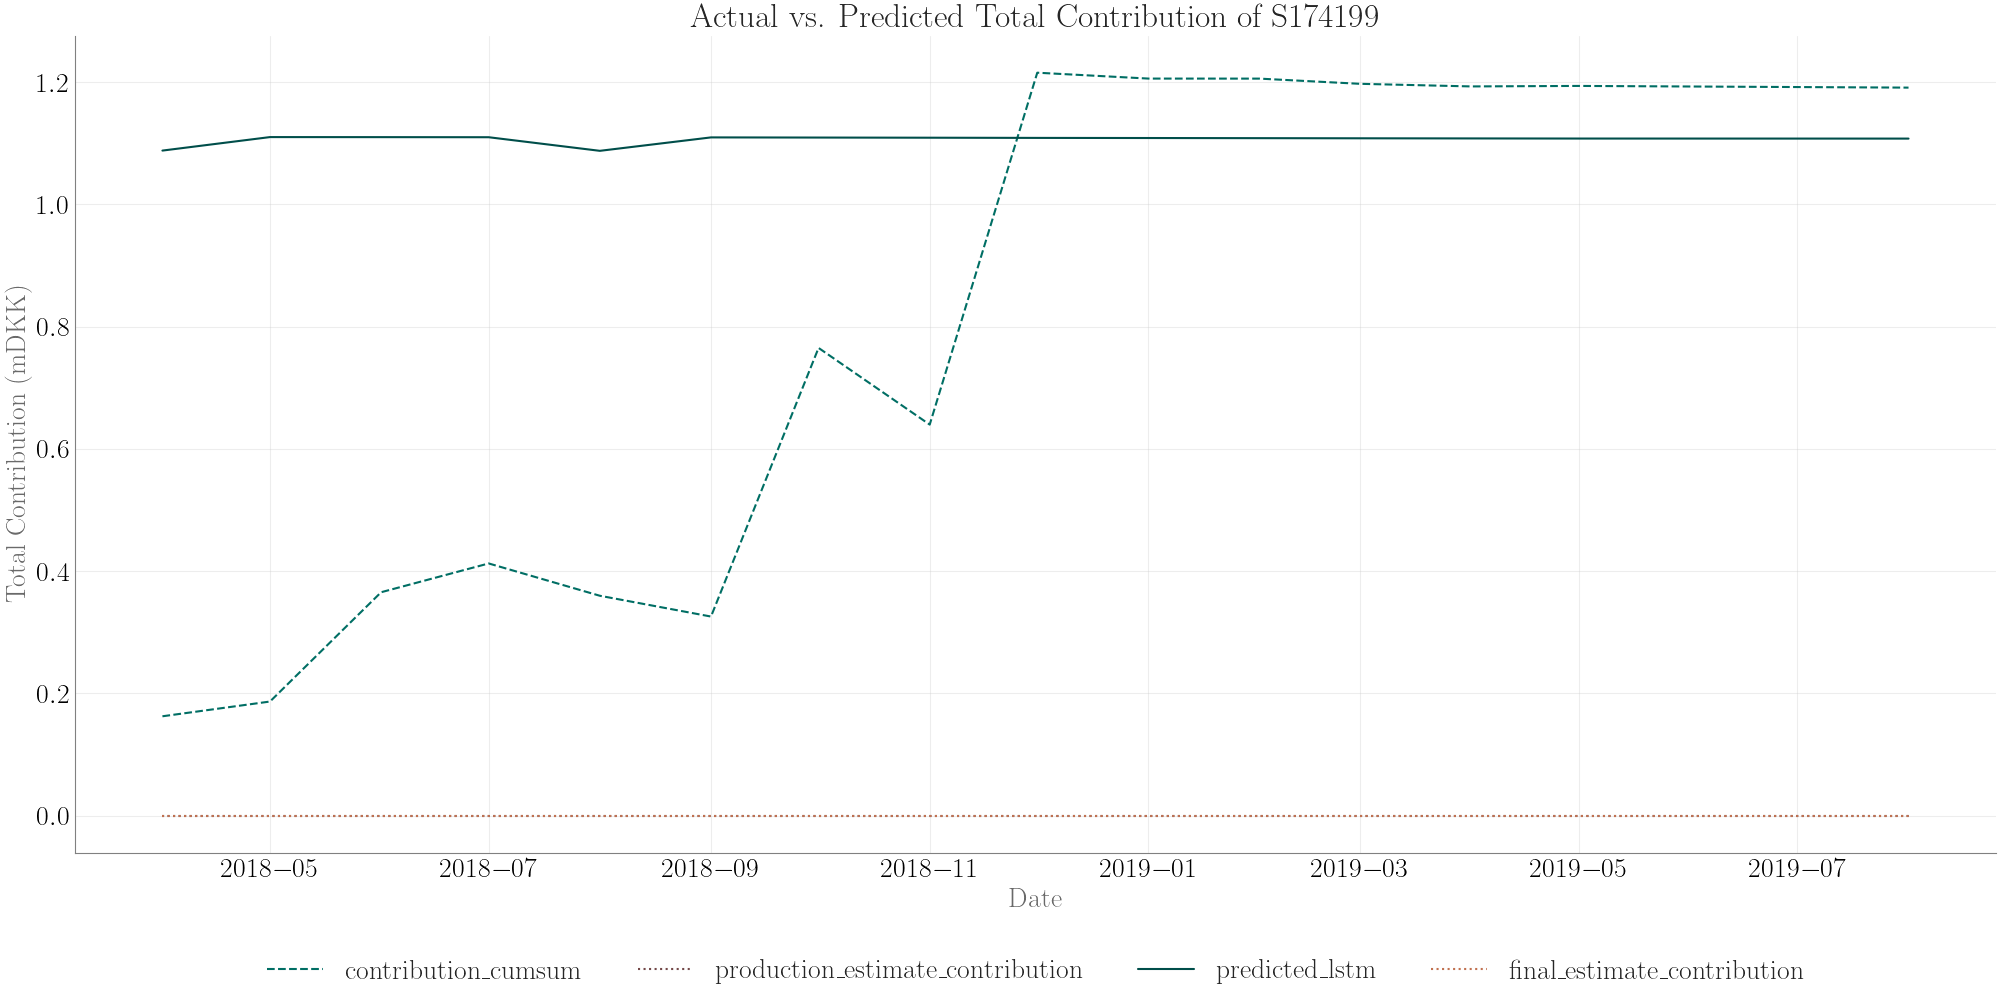 Actual vs. Predicted Total Contribution of S174199
Total Contribution (mDKK)
1.2
1.0
0.8
0.6
0.4
0.2
0.0
2018–05 2018–07 2018–09 2018–11 2019–01 2019–03 2019–05 2019–07
Date
contribution_cumsum production_estimate_contribution predicted_lstm final_estimate_contribution